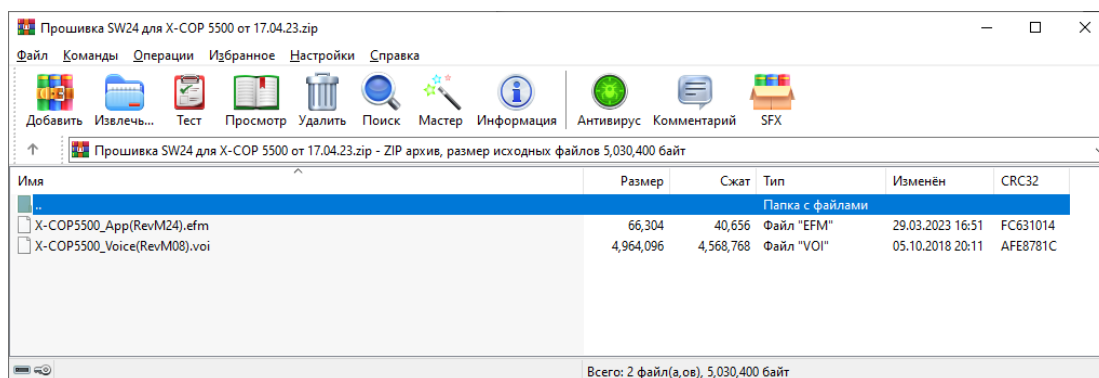 Прошивка SW24 для X-COP 5500 от 17.04.23.zip
Файл Команды Операции Избранное Настройки Справка
Добавить Извлечь... Тест Просмотр Удалить Поиск Мастер Информация Антивирус Комментарий SFX
Прошивка SW24 для X-COP 5500 от 17.04.23.zip - ZIP архив, размер исходных файлов 5,030,400 байт
Имя Размер Сжат Тип Изменён CRC32
.. Папка с файлами
X-COP5500_App(RevM24).efm 66,304 40,656 Файл "EFM" 29.03.2023 16:51 FC631014
X-COP5500_Voice(RevM08).voi 4,964,096 4,568,768 Файл "VOI" 05.10.2018 20:11 AFE8781C
Всего: 2 файл(а,ов), 5,030,400 байт